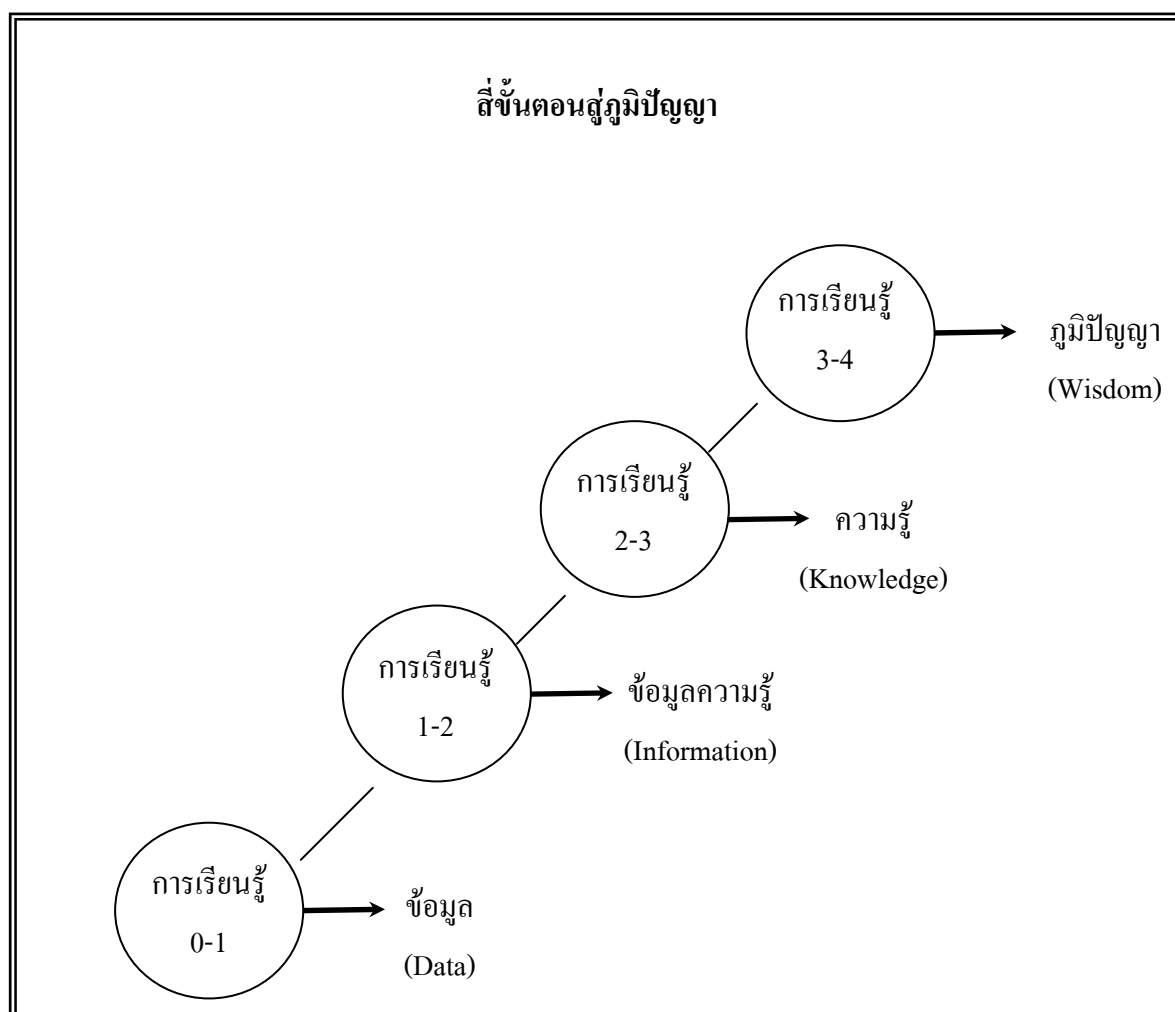 สี่ขั้นตอนสู่ภูมิปัญญา
การเรียนรู้
3-4
ภูมิปัญญา
(Wisdom)
การเรียนรู้
2-3
ความรู้
(Knowledge)
การเรียนรู้
1-2
ข้อมูลความรู้
(Information)
การเรียนรู้
0-1
ข้อมูล
(Data)